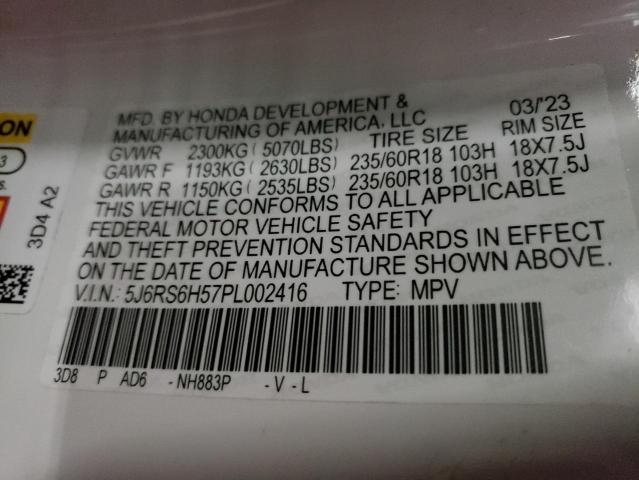 ON
3
s.
3D4 A2
MFD. BY HONDA DEVELOPMENT & 03/'23
MANUFACTURING OF AMERICA, LLC
GVWR 2300KG ( 5070LBS) TIRE SIZE RIM SIZE
GAWR F 1193KG ( 2630LBS) 235/60R18 103H 18X7.5J
GAWR R 1150KG ( 2535LBS) 235/60R18 103H 18X7.5J
THIS VEHICLE CONFORMS TO ALL APPLICABLE
FEDERAL MOTOR VEHICLE SAFETY
AND THEFT PREVENTION STANDARDS IN EFFECT
ON THE DATE OF MANUFACTURE SHOWN ABOVE.
V.I.N.: 5J6RS6H57PL002416 TYPE: MPV
3D8 P AD6 -NH883P -V-L